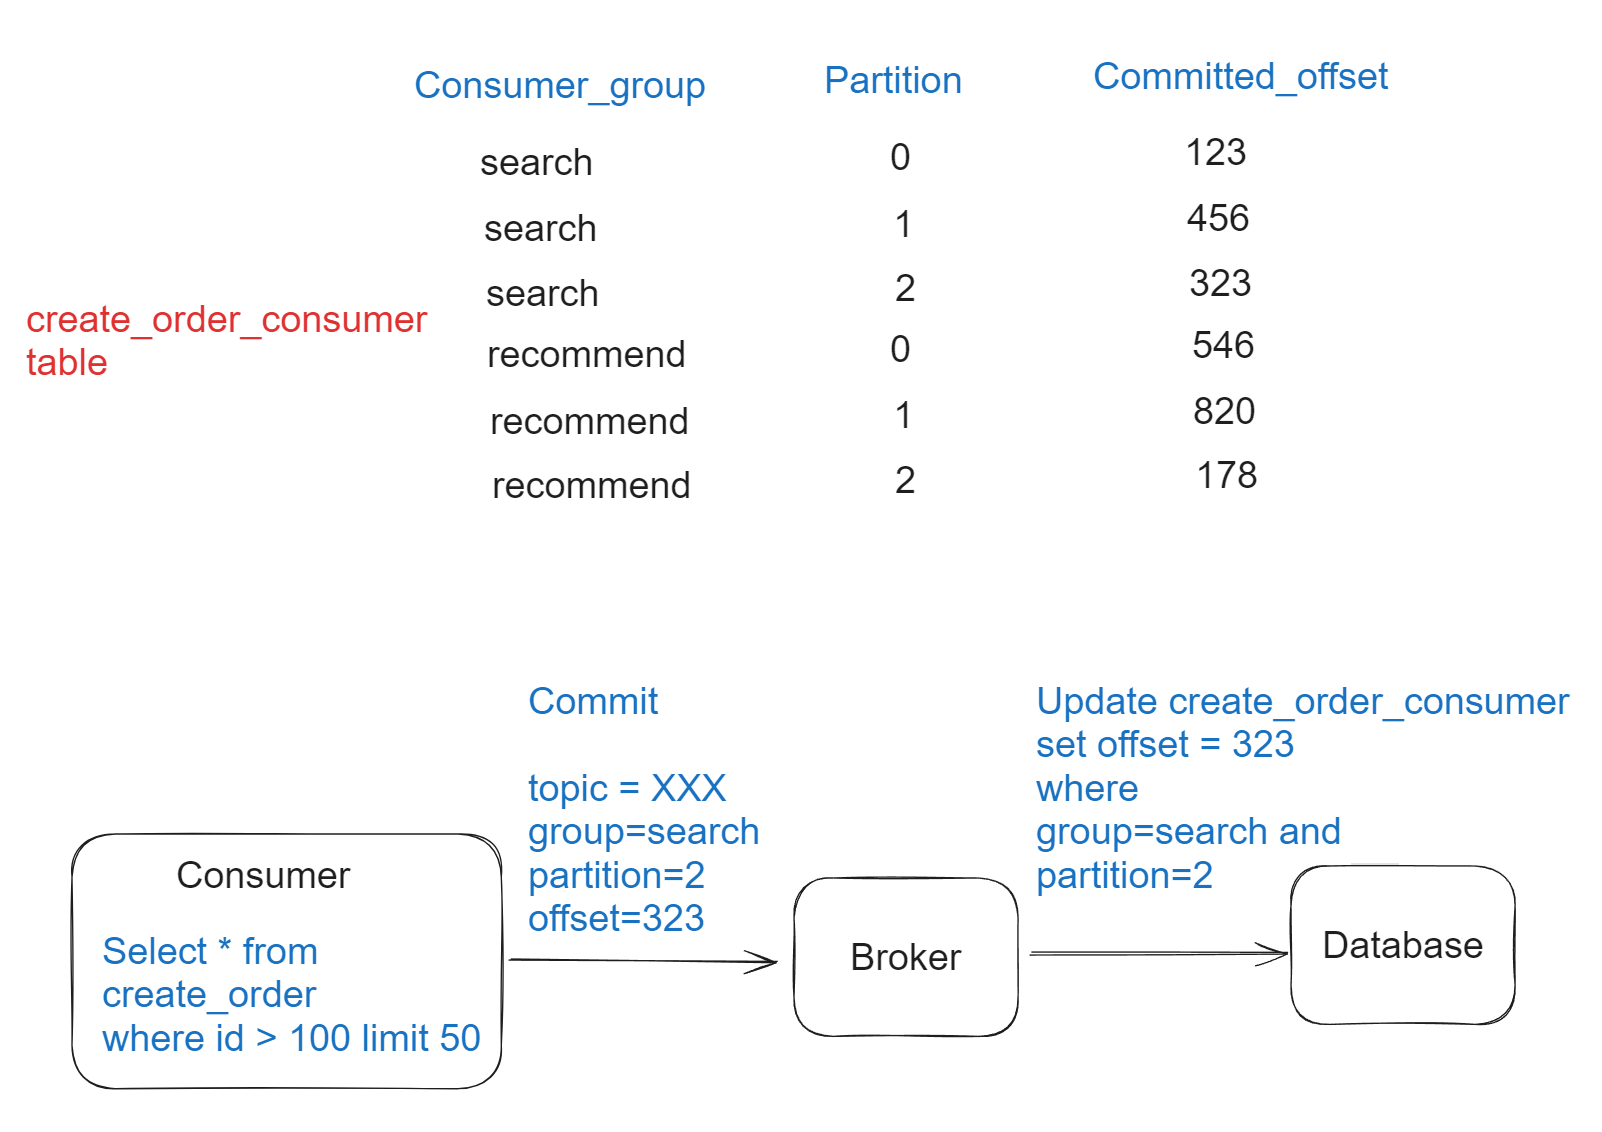 Consumer_group Partition Committed_offset
search 0 123
search 1 456
search 2 323
create_order_consumer
table
recommend 0 546
recommend 1 820
recommend 2 178
Commit
topic = XXX
group=search
partition=2
offset=323
Update create_order_consumer
set offset = 323
where
group=search and
partition=2
Consumer
Select * from
create_order
where id > 100 limit 50
Broker
Database